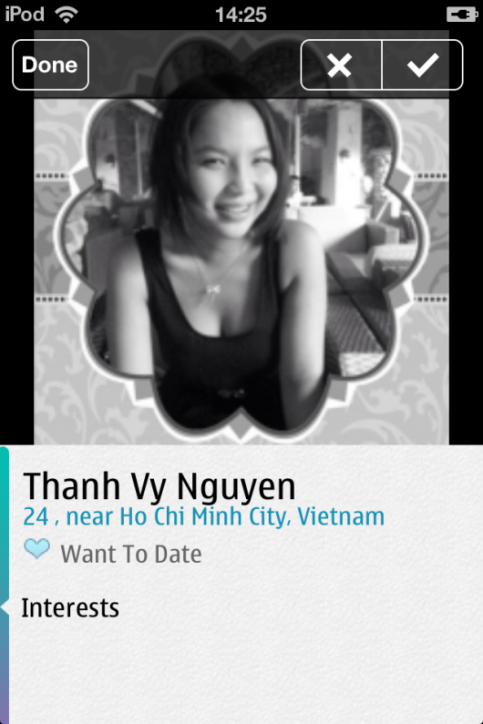 iPod 14:25
Done
Thanh Vy Nguyen
24 , near Ho Chi Minh City, Vietnam
Want To Date
Interests